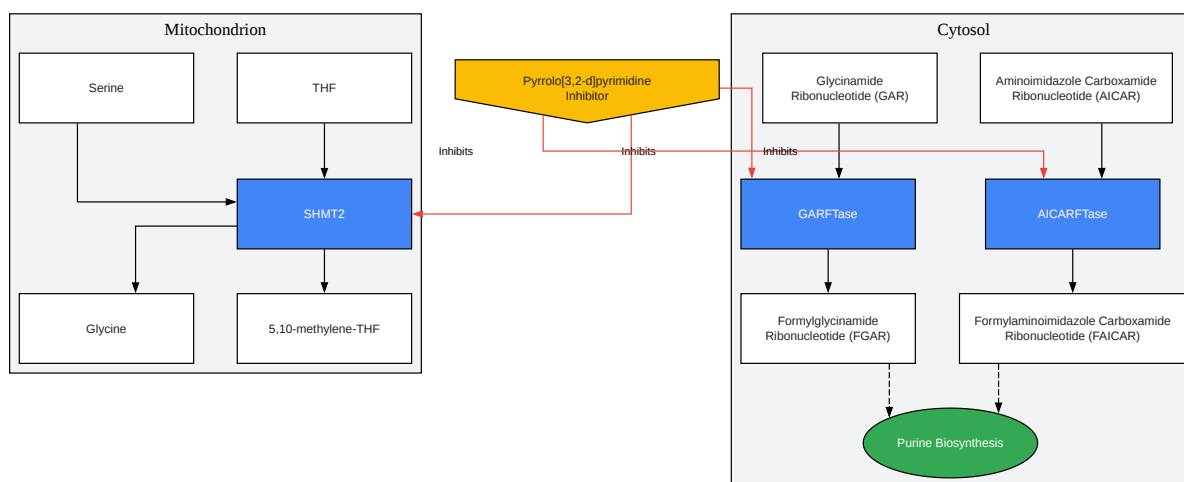 Mitochondrion
Cytosol
Serine
THF
Pyrrolo[3,2-d]pyrimidine
Inhibitor
Glycinamide
Ribonucleotide (GAR)
Aminoimidazole Carboxamide
Ribonucleotide (AICAR)
Inhibits
Inhibits
Inhibits
SHMT2
GARFTase
AICARFTase
Glycine
5,10-methylene-THF
Formylglycinamide
Ribonucleotide (FGAR)
Formylaminoimidazole Carboxamide
Ribonucleotide (FAICAR)
Purine Biosynthesis